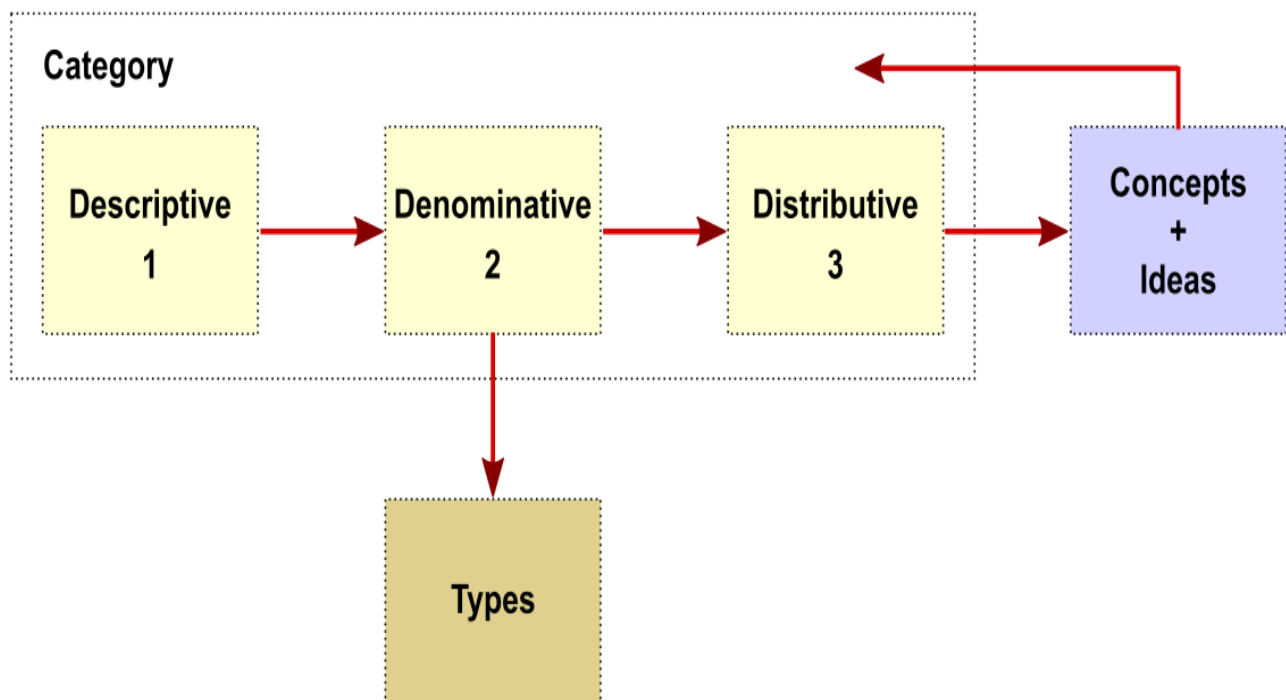 Category
Descriptive
1
Denominative
2
Distributive
3
Concepts
+
Ideas
Types